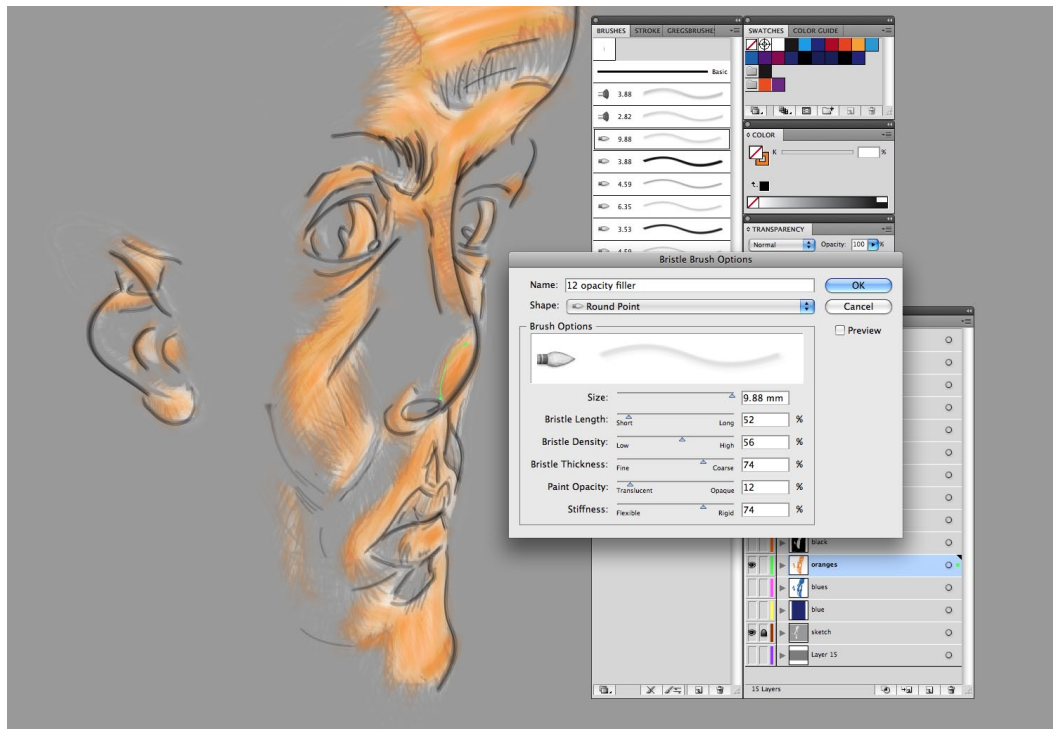 BRUSHES STROKE GREGSBRUSHE
Basic
3.88
2.82
9.88
3.88
4.59
6.35
3.53
4.59
SWATCHES COLOR GUIDE
COLOR
K %
TRANSPARENCY
Normal Opacity: 100 %
Bristle Brush Options
Name: 12 opacity filler
Shape: Round Point
OK
Cancel
Preview
Brush Options
Size: 9.88 mm
Bristle Length: Short Long 52 %
Bristle Density: Low High 56 %
Bristle Thickness: Fine Coarse 74 %
Paint Opacity: Translucent Opaque 12 %
Stiffness: Flexible Rigid 74 %
black
oranges
blues
blue
sketch
Layer 15
15 Layers